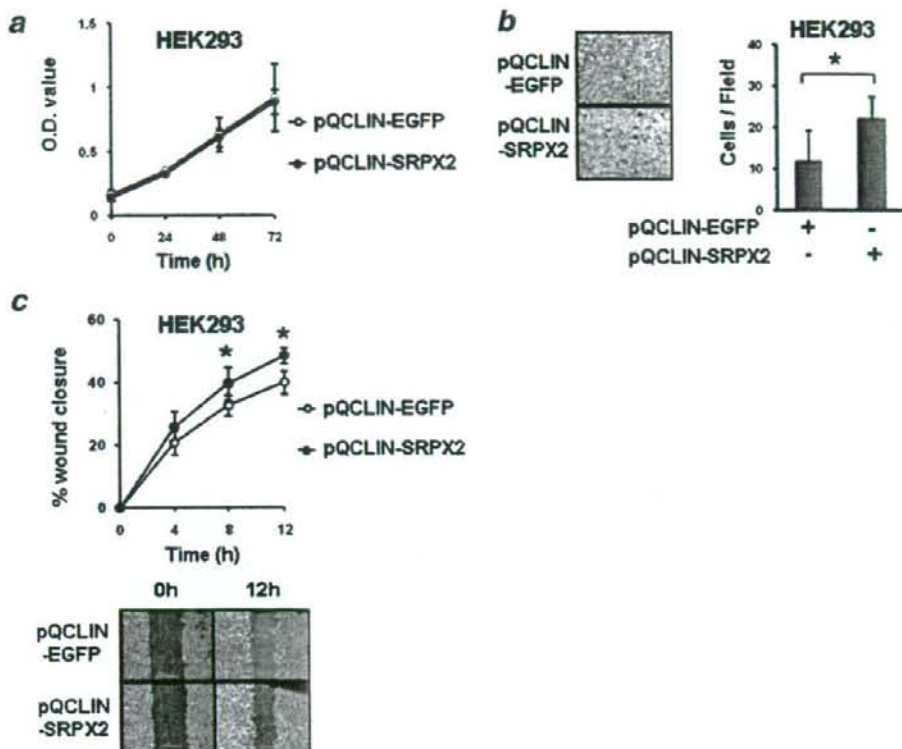 a
HEK293
1.5
1
0.5
0
O.D. value
0 24 48 72
Time (h)
pQCLIN-EGFP
pQCLIN-SRPX2
b
pQCLIN
-EGFP
pQCLIN
-SRPX2
HEK293
40
30
20
10
0
Cells / Field
*
pQCLIN-EGFP + -
pQCLIN-SRPX2 - +
c
HEK293
60
40
20
0
% wound closure
* *
0 4 8 12
Time (h)
pQCLIN-EGFP
pQCLIN-SRPX2
0h 12h
pQCLIN
-EGFP
pQCLIN
-SRPX2